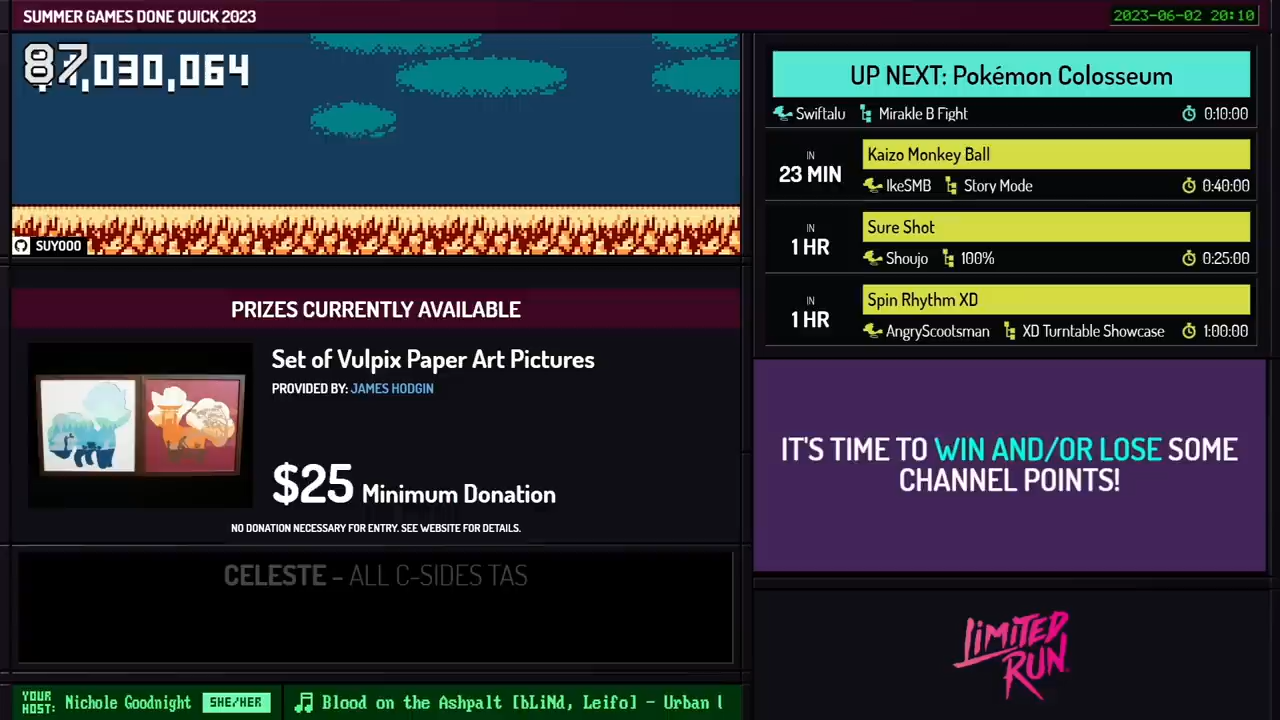 SUMMER GAMES DONE QUICK 2023
2023-06-02 20:10
87,030,064
SUYOOO
PRIZES CURRENTLY AVAILABLE
Set of Vulpix Paper Art Pictures
PROVIDED BY: JAMES HODGIN
$25 Minimum Donation
NO DONATION NECESSARY FOR ENTRY. SEE WEBSITE FOR DETAILS.
CELESTE - ALL C-SIDES TAS
UP NEXT: Pokémon Colosseum
Swiftalu Mirakle B Fight 0:10:00
IN
23 MIN
Kaizo Monkey Ball
IkeSMB Story Mode 0:40:00
IN
1 HR
Sure Shot
Shoujo 100% 0:25:00
IN
1 HR
Spin Rhythm XD
AngryScootsman XD Turntable Showcase 1:00:00
IT'S TIME TO WIN AND/OR LOSE SOME
CHANNEL POINTS!
LIMITED
RUN
YOUR
HOST: Nichole Goodnight SHE/HER
Blood on the Ashpalt [bLiNd, Leifo] - Urban